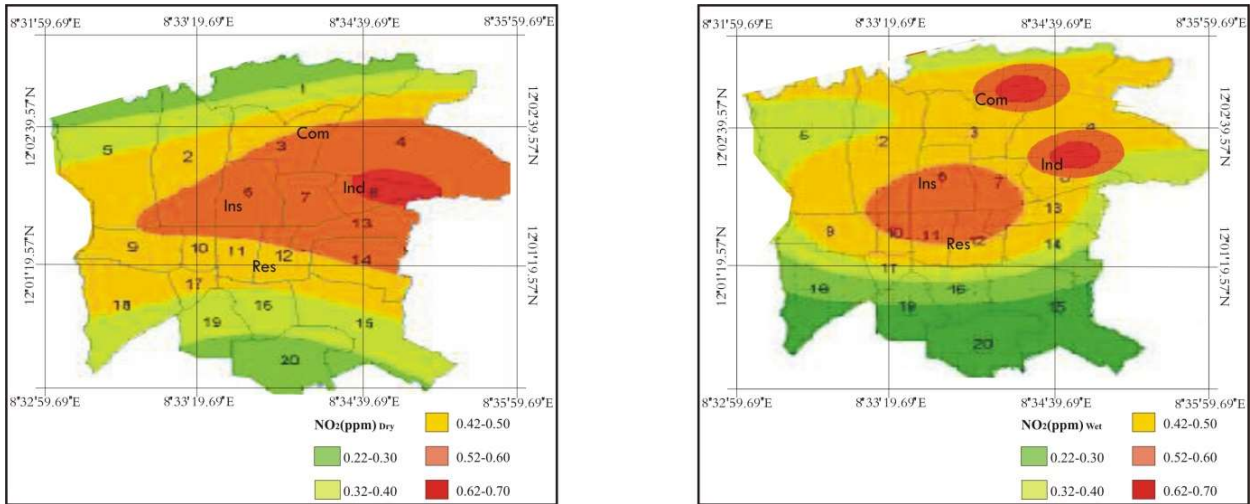 8°31'59.69"E 8°33'19.69"E 8°34'39.69"E 8°35'59.69"E
12°02'39.57"N
12°01'19.57"N
12°02'39.57"N
12°01'19.57"N
1
Com
5 2 3 4
6 7 Ind 8
Ins
13
9 10 11 12 14
Res
17
18 16
19 15
20
8°32'59.69"E 8°33'19.69"E 8°34'39.69"E 8°35'59.69"E
NO₂(ppm) Dry
0.22-0.30
0.32-0.40
0.42-0.50
0.52-0.60
0.62-0.70
8°31'59.69"E 8°33'19.69"E 8°34'39.69"E 8°35'59.69"E
12°02'39.57"N
12°01'19.57"N
12°02'39.57"N
12°01'19.57"N
Com
2 3 4
Ind
Ins 6 7
13
9 10 11 12 14
Res
16
15
20
8°32'59.69"E 8°33'19.69"E 8°34'39.69"E 8°35'59.69"E
NO₂(ppm) Wet
0.22-0.30
0.32-0.40
0.42-0.50
0.52-0.60
0.62-0.70